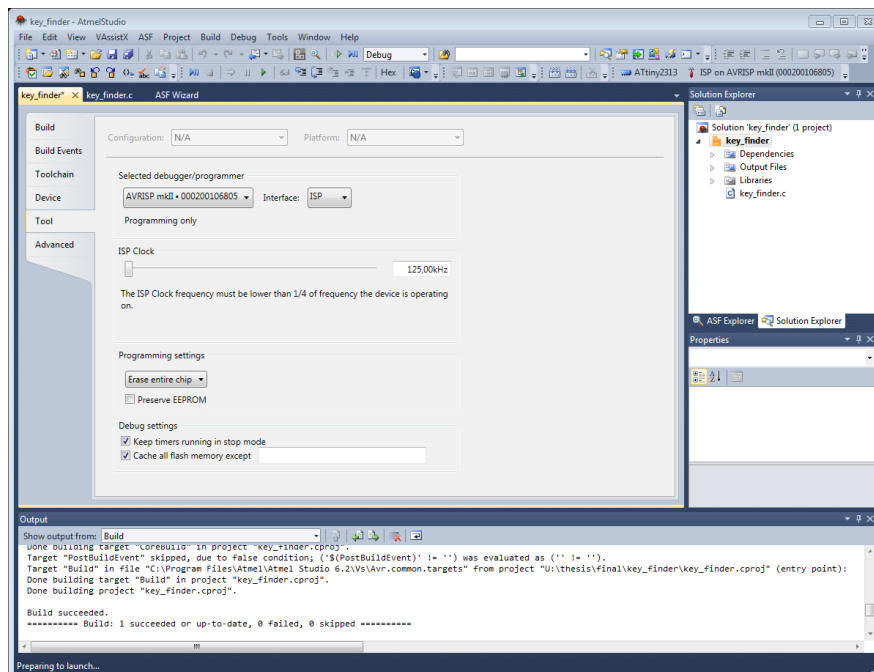 key_finder - AtmelStudio
File Edit View VAssistX ASF Project Build Debug Tools Window Help
Debug
Hex ATtiny2313 ISP on AVRISP mkII (000200106805)
key_finder* key_finder.c ASF Wizard
Solution Explorer
Build
Build Events
Toolchain
Device
Tool
Advanced
Configuration: N/A Platform: N/A
Selected debugger/programmer
AVRISP mkII • 000200106805 Interface: ISP
Programming only
ISP Clock
125,00kHz
The ISP Clock frequency must be lower than 1/4 of frequency the device is operating
on.
Programming settings
Erase entire chip
Preserve EEPROM
Debug settings
Keep timers running in stop mode
Cache all flash memory except
Solution 'key_finder' (1 project)
key_finder
Dependencies
Output Files
Libraries
key_finder.c
ASF Explorer Solution Explorer
Properties
Output
Show output from: Build
Done building target "CoreBuild" in project "key_finder.cproj".
Target "PostBuildEvent" skipped, due to false condition; ('$(PostBuildEvent)' != '') was evaluated as ('' != '').
Target "Build" in file "C:\Program Files\Atmel\Atmel Studio 6.2\Vs\Avr.common.targets" from project "U:\thesis\final\key_finder\key_finder.cproj" (entry point):
Done building target "Build" in project "key_finder.cproj".
Done building project "key_finder.cproj".
Build succeeded.
========== Build: 1 succeeded or up-to-date, 0 failed, 0 skipped ==========
Preparing to launch...